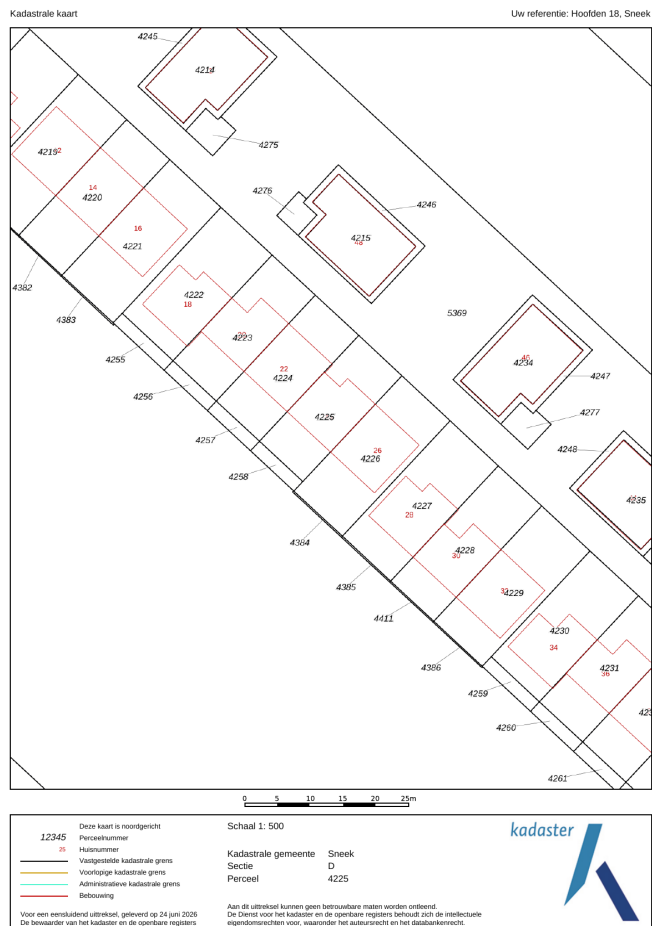 Kadastrale kaart
Uw referentie: Hoofden 18, Sneek
4245
4214
4275
4219
12
14
4220
16
4221
4276
4246
4215
48
4382
4383
5369
4222
18
20
4223
22
4224
4255
4256
4257
4258
4225
26
4226
46
4234
4247
4277
4248
4235
4227
28
4228
30
32
4229
4384
4385
4411
4386
4230
34
4231
36
4259
4260
4261
0 5 10 15 20 25m
12345
25
Deze kaart is noordgericht
Perceelnummer
Huisnummer
Vastgestelde kadastrale grens
Voorlopige kadastrale grens
Administratieve kadastrale grens
Bebouwing
Voor een eensluidend uittreksel, geleverd op 24 juni 2026
De bewaarder van het kadaster en de openbare registers
Schaal 1: 500
Kadastrale gemeente Sneek
Sectie D
Perceel 4225
Aan dit uittreksel kunnen geen betrouwbare maten worden ontleend.
De Dienst voor het kadaster en de openbare registers behoudt zich de intellectuele
eigendomsrechten voor, waaronder het auteursrecht en het databankenrecht.
kadaster